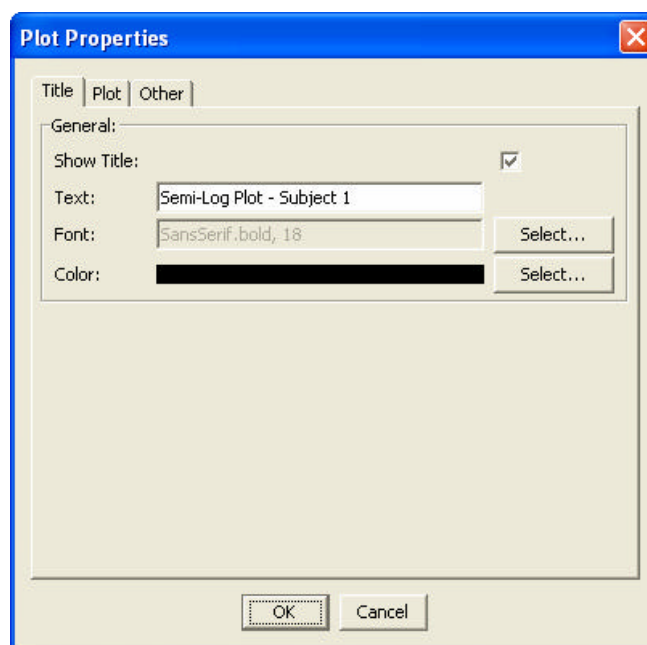 Plot Properties
Title Plot Other
General:
Show Title:
Text: Semi-Log Plot - Subject 1
Font: SansSerif.bold, 18 Select...
Color: Select...
OK Cancel